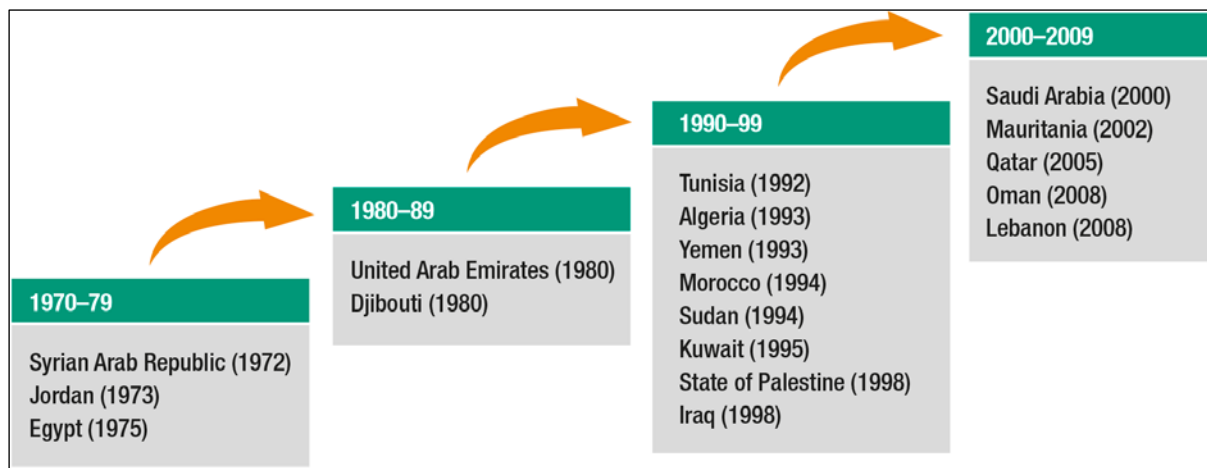 1970–79
Syrian Arab Republic (1972)
Jordan (1973)
Egypt (1975)
1980–89
United Arab Emirates (1980)
Djibouti (1980)
1990–99
Tunisia (1992)
Algeria (1993)
Yemen (1993)
Morocco (1994)
Sudan (1994)
Kuwait (1995)
State of Palestine (1998)
Iraq (1998)
2000–2009
Saudi Arabia (2000)
Mauritania (2002)
Qatar (2005)
Oman (2008)
Lebanon (2008)